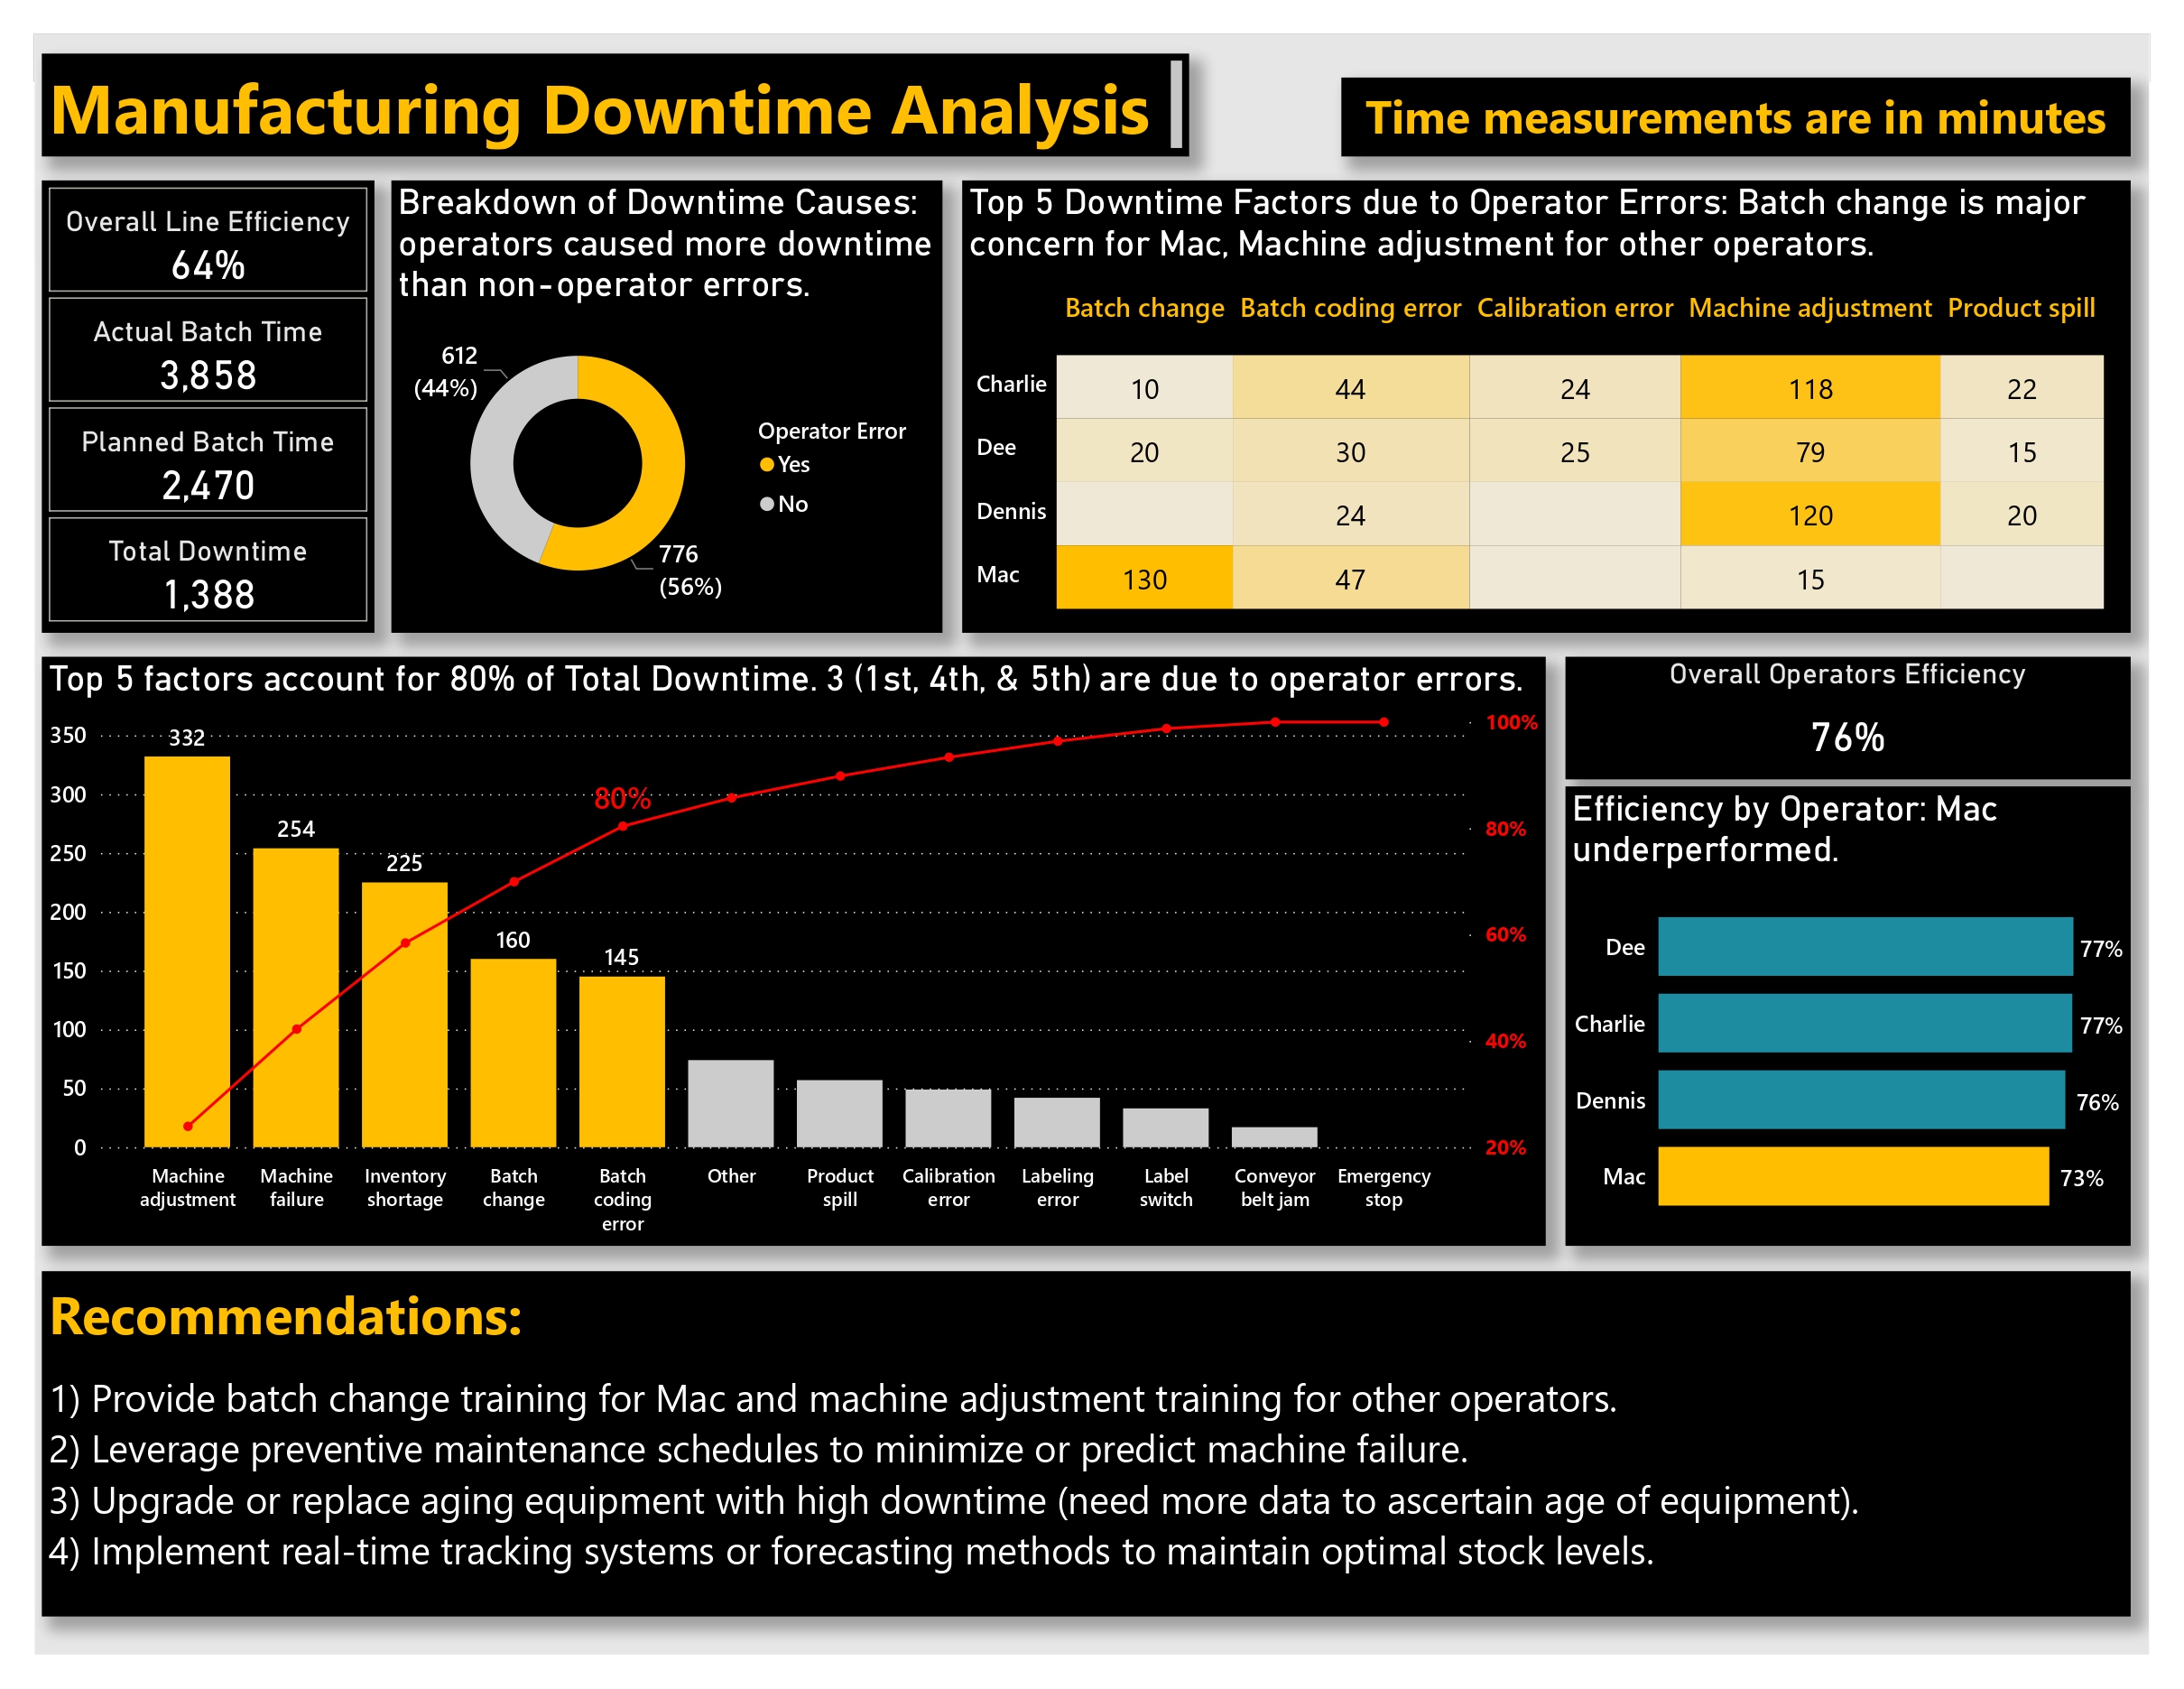 Manufacturing Downtime Analysis
Time measurements are in minutes
Overall Line Efficiency
64%
Actual Batch Time
3,858
Planned Batch Time
2,470
Total Downtime
1,388
Breakdown of Downtime Causes:
operators caused more downtime
than non-operator errors.
612
(44%)
776
(56%)
Operator Error
Yes
No
Top 5 Downtime Factors due to Operator Errors: Batch change is major
concern for Mac, Machine adjustment for other operators.
Batch change Batch coding error Calibration error Machine adjustment Product spill
Charlie 10 44 24 118 22
Dee 20 30 25 79 15
Dennis 24 120 20
Mac 130 47 15
Top 5 factors account for 80% of Total Downtime. 3 (1st, 4th, & 5th) are due to operator errors.
350
300
250
200
150
100
50
0
332
254
225
160
145
80%
100%
80%
60%
40%
20%
Machine
adjustment
Machine
failure
Inventory
shortage
Batch
change
Batch
coding
error
Other
Product
spill
Calibration
error
Labeling
error
Label
switch
Conveyor
belt jam
Emergency
stop
Overall Operators Efficiency
76%
Efficiency by Operator: Mac
underperformed.
Dee 77%
Charlie 77%
Dennis 76%
Mac 73%
Recommendations:
1) Provide batch change training for Mac and machine adjustment training for other operators.
2) Leverage preventive maintenance schedules to minimize or predict machine failure.
3) Upgrade or replace aging equipment with high downtime (need more data to ascertain age of equipment).
4) Implement real-time tracking systems or forecasting methods to maintain optimal stock levels.